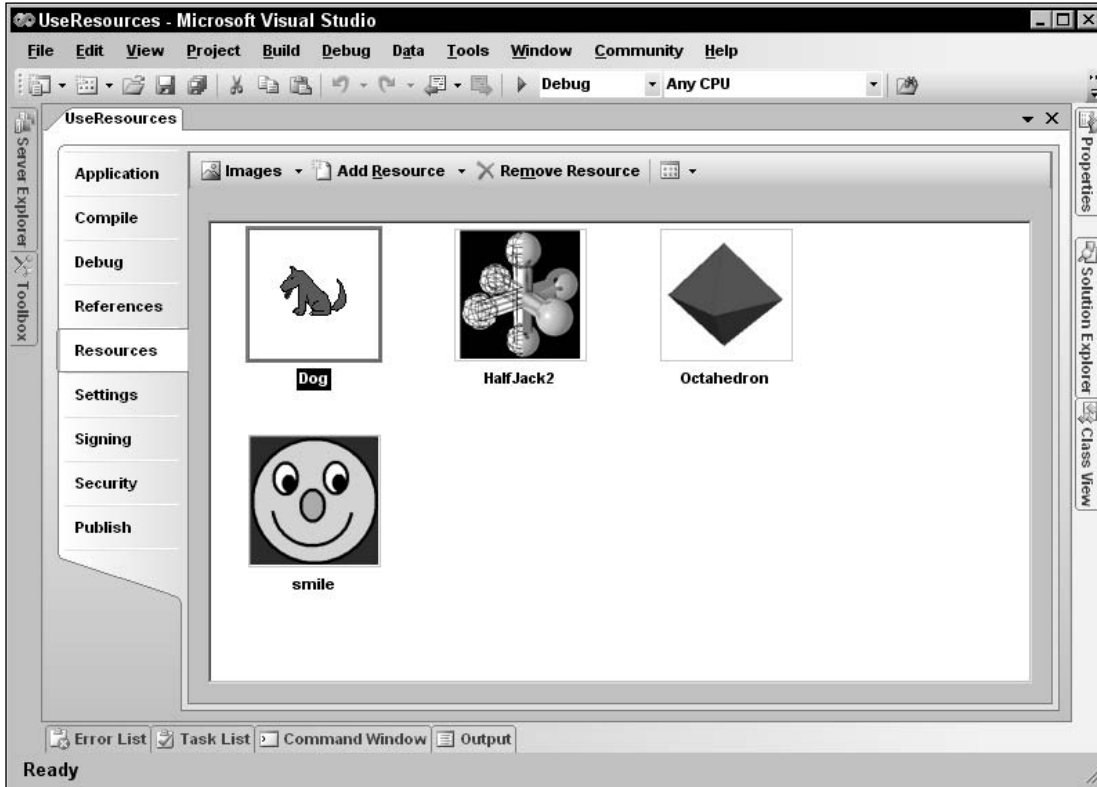 UseResources - Microsoft Visual Studio
File Edit View Project Build Debug Data Tools Window Community Help
Debug Any CPU
UseResources
Server Explorer
Toolbox
Application
Compile
Debug
References
Resources
Settings
Signing
Security
Publish
Images Add Resource Remove Resource
Dog HalfJack2 Octahedron
smile
Properties
Solution Explorer
Class View
Error List Task List Command Window Output
Ready